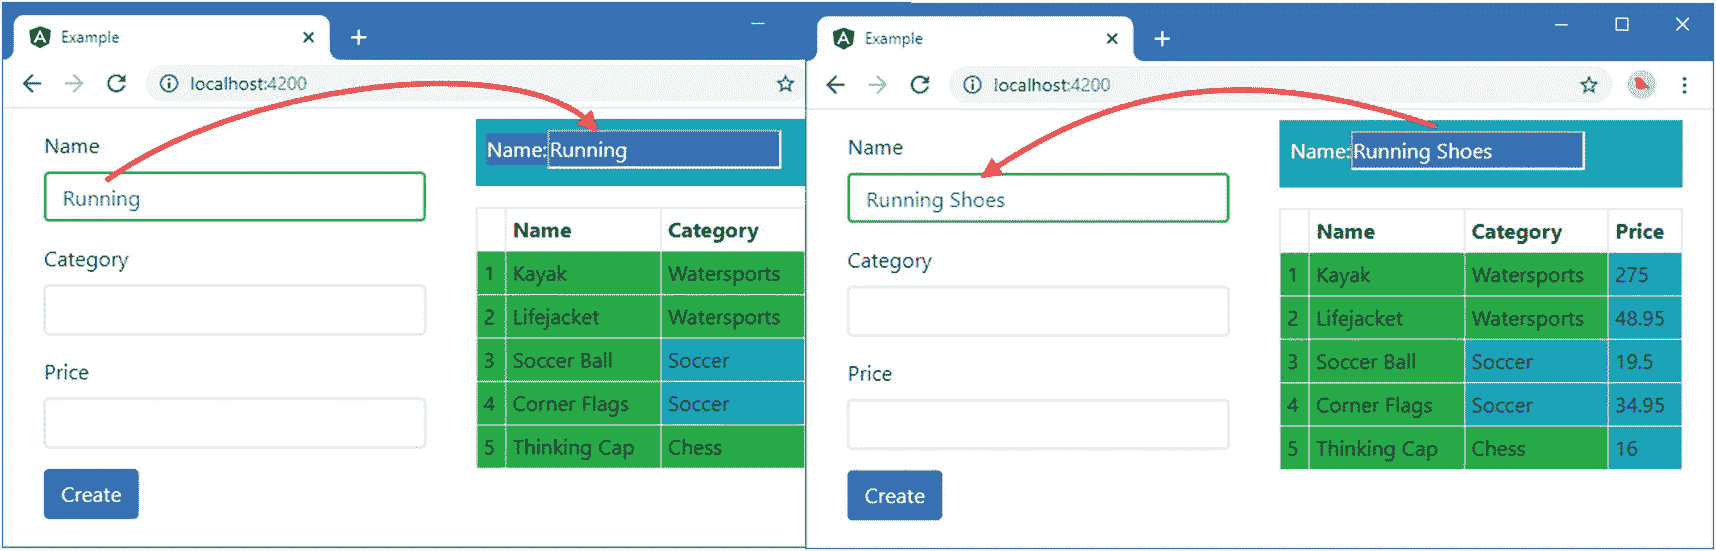 Example
localhost:4200
Name
Running
Category
Price
Create
Name: Running
Name Category
1 Kayak Watersports
2 Lifejacket Watersports
3 Soccer Ball Soccer
4 Corner Flags Soccer
5 Thinking Cap Chess
Example
localhost:4200
Name
Running Shoes
Category
Price
Create
Name: Running Shoes
Name Category Price
1 Kayak Watersports 275
2 Lifejacket Watersports 48.95
3 Soccer Ball Soccer 19.5
4 Corner Flags Soccer 34.95
5 Thinking Cap Chess 16